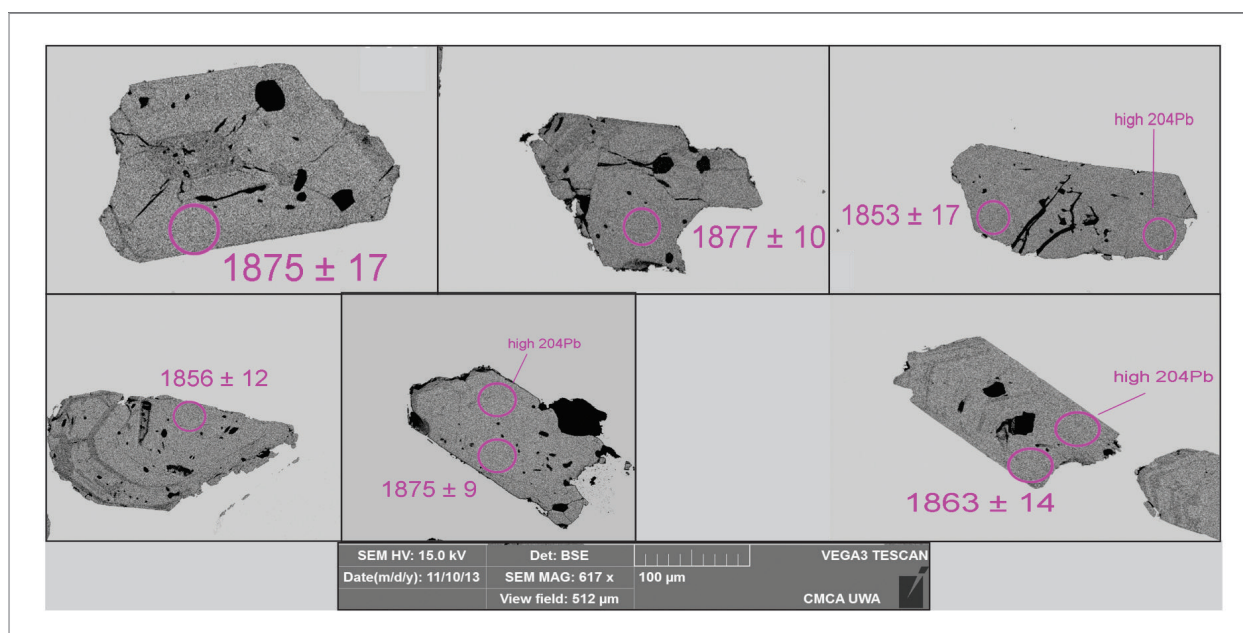 1875 ± 17
1877 ± 10
high 204Pb
1853 ± 17
1856 ± 12
high 204Pb
1875 ± 9
high 204Pb
1863 ± 14
SEM HV: 15.0 kV Det: BSE VEGA3 TESCAN
Date(m/d/y): 11/10/13 SEM MAG: 617 x 100 µm
View field: 512 µm CMCA UWA